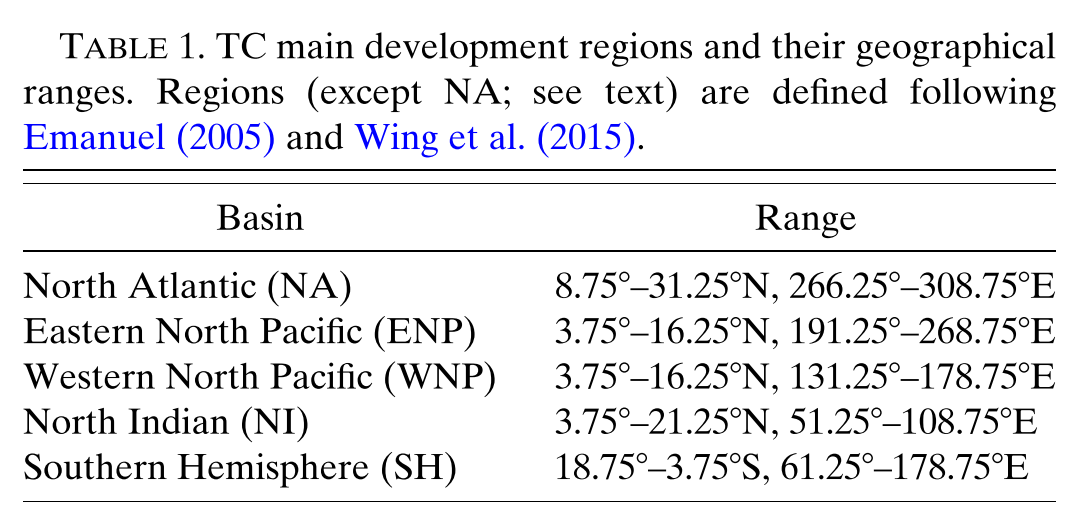 TABLE 1. TC main development regions and their geographical
ranges. Regions (except NA; see text) are defined following
Emanuel (2005) and Wing et al. (2015).
Basin Range
North Atlantic (NA) 8.75°–31.25°N, 266.25°–308.75°E
Eastern North Pacific (ENP) 3.75°–16.25°N, 191.25°–268.75°E
Western North Pacific (WNP) 3.75°–16.25°N, 131.25°–178.75°E
North Indian (NI) 3.75°–21.25°N, 51.25°–108.75°E
Southern Hemisphere (SH) 18.75°–3.75°S, 61.25°–178.75°E